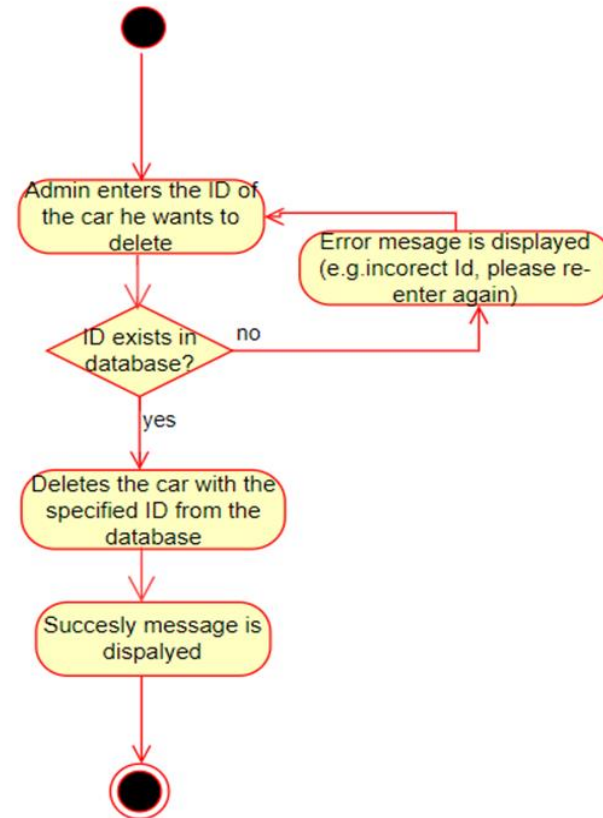 Admin enters the ID of
the car he wants to
delete
Error mesage is displayed
(e.g.incorect Id, please re-
enter again)
ID exists in
database?
no
yes
Deletes the car with the
specified ID from the
database
Succesly message is
dispalyed